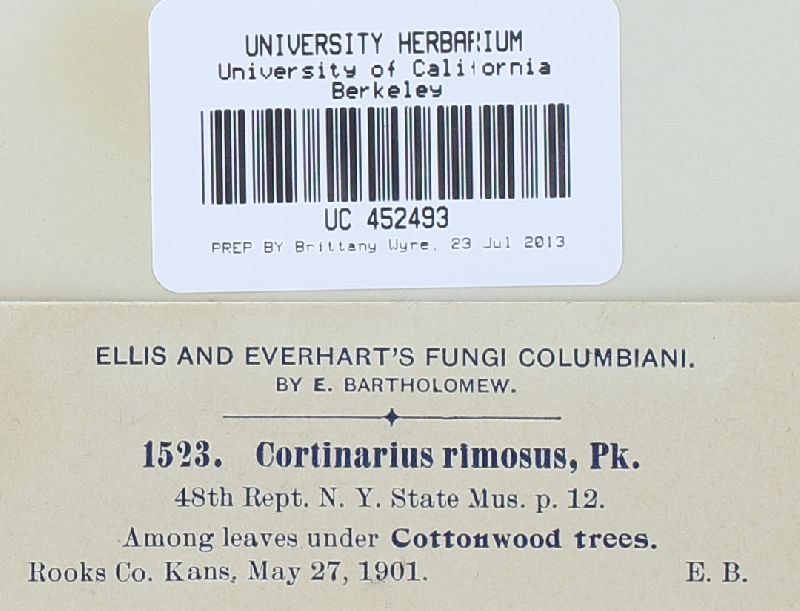 UNIVERSITY HERBARIUM
University of California
Berkeley
UC 452493
PREP BY Brittany Wyre, 23 Jul 2013
ELLIS AND EVERHART'S FUNGI COLUMBIANI.
BY E. BARTHOLOMEW.
1523. Cortinarius rimosus, Pk.
48th Rept. N. Y. State Mus. p. 12.
Among leaves under Cottonwood trees.
Rooks Co. Kans, May 27, 1901. E. B.